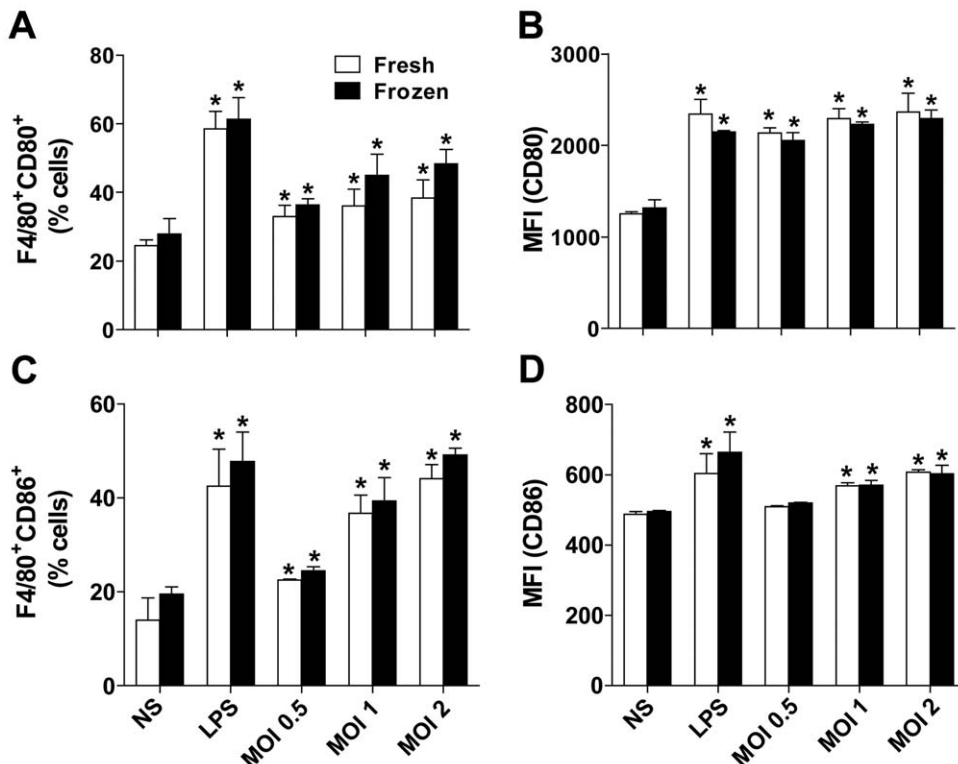 A
F4/80+CD80+
(% cells)
80
60
40
20
0
Fresh
Frozen
* * * * * * * *
B
MFI (CD80)
3000
2000
1000
0
* * * * * * * *
C
F4/80+CD86+
(% cells)
60
40
20
0
* * * * * * * *
NS
LPS
MOI 0.5
MOI 1
MOI 2
D
MFI (CD86)
800
600
400
200
0
* * * * * *
NS
LPS
MOI 0.5
MOI 1
MOI 2